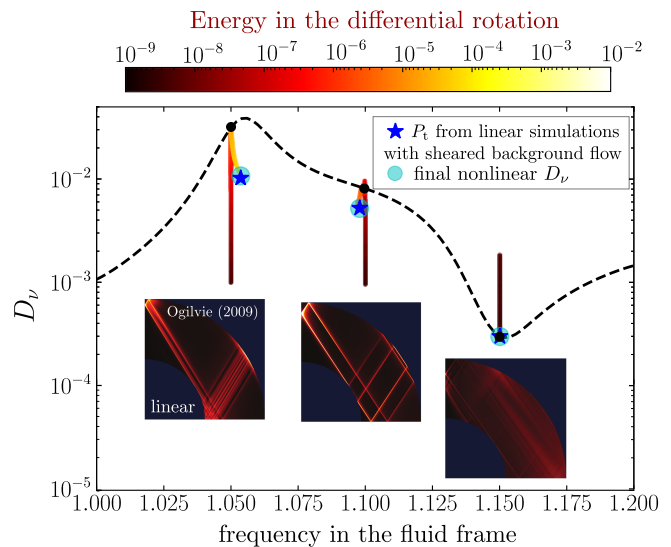 Energy in the differential rotation
10⁻⁹ 10⁻⁸ 10⁻⁷ 10⁻⁶ 10⁻⁵ 10⁻⁴ 10⁻³ 10⁻²
Pₜ from linear simulations
with sheared background flow
final nonlinear D_ν
10⁻²
10⁻³
10⁻⁴
10⁻⁵
D_ν
Ogilvie (2009)
linear
1.000 1.025 1.050 1.075 1.100 1.125 1.150 1.175 1.200
frequency in the fluid frame